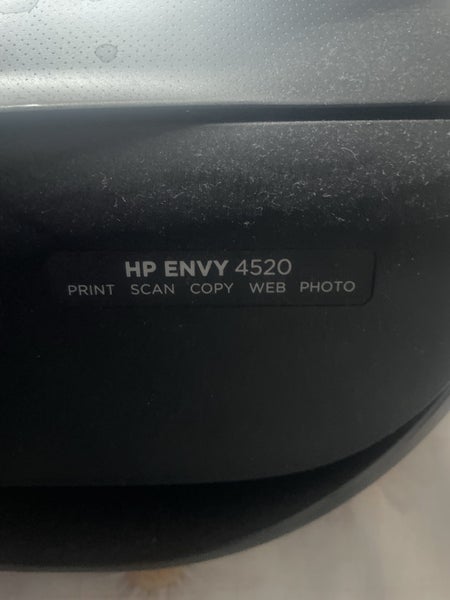 HP ENVY 4520
PRINT SCAN COPY WEB PHOTO